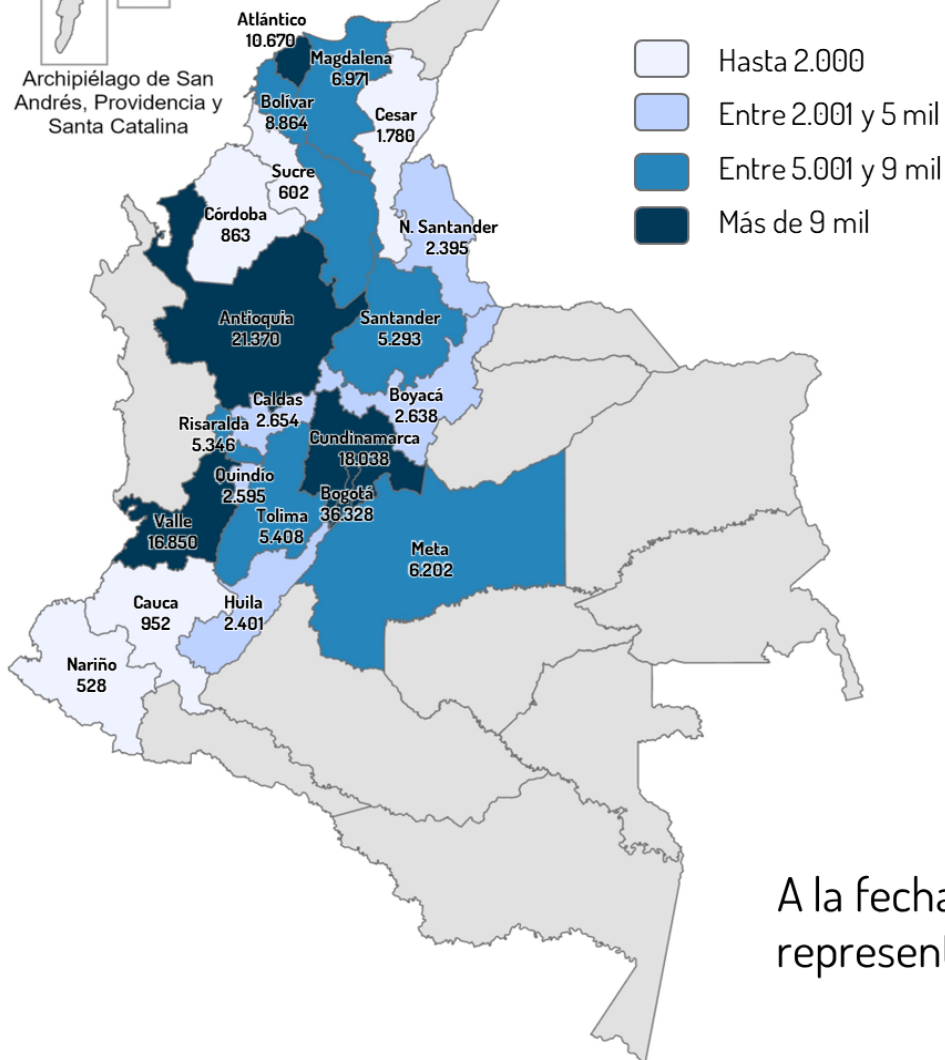 Atlántico
10.670
Magdalena
6.971
Archipiélago de San
Andrés, Providencia y
Santa Catalina
Bolívar
8.864
Cesar
1.780
Sucre
602
Córdoba
863
N. Santander
2.395
Antioquia
21.370
Santander
5.293
Caldas
2.654
Boyacá
2.638
Risaralda
5.346
Cundinamarca
18.038
Quindío
2.595
Bogotá
36.328
Tolima
5.408
Valle
16.850
Meta
6.202
Cauca
952
Huila
2.401
Nariño
528
Hasta 2.000
Entre 2.001 y 5 mil
Entre 5.001 y 9 mil
Más de 9 mil
A la fecha
represent